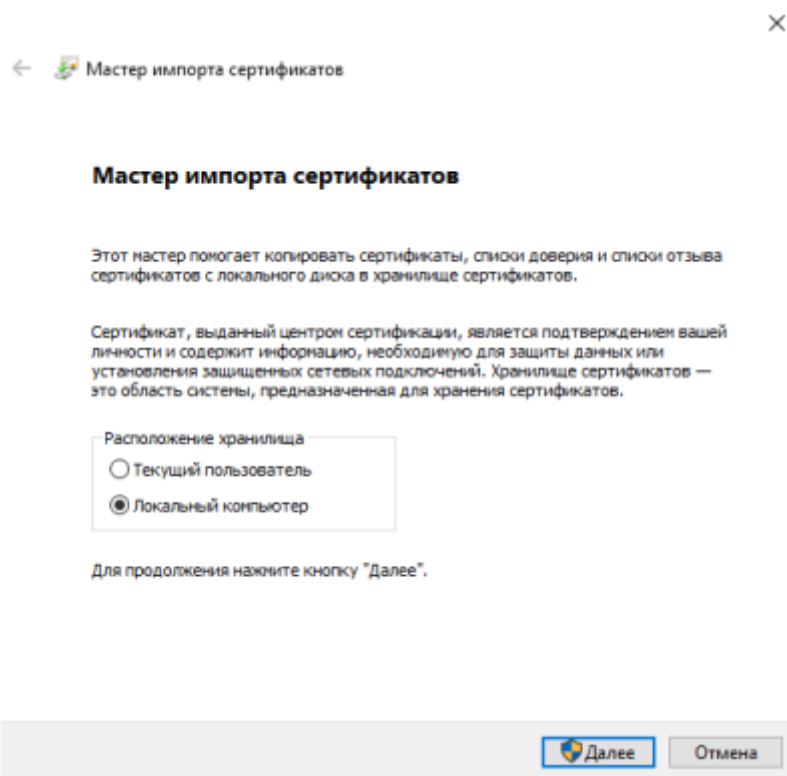 Мастер импорта сертификатов
Мастер импорта сертификатов
Этот мастер помогает копировать сертификаты, списки доверия и списки отзыва
сертификатов с локального диска в хранилище сертификатов.
Сертификат, выданный центром сертификации, является подтверждением вашей
личности и содержит информацию, необходимую для защиты данных или
установления защищенных сетевых подключений. Хранилище сертификатов —
это область системы, предназначенная для хранения сертификатов.
Расположение хранилища
Текущий пользователь
Локальный компьютер
Для продолжения нажмите кнопку "Далее".
Далее
Отмена